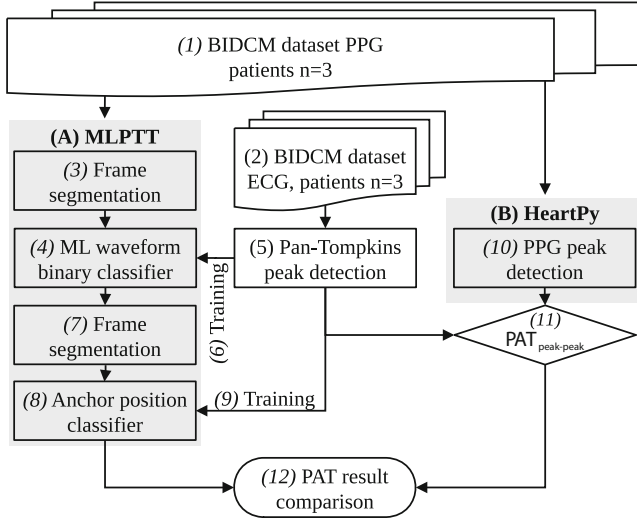 (1) BIDCM dataset PPG
patients n=3
(A) MLPTT
(3) Frame
segmentation
(4) ML waveform
binary classifier
(7) Frame
segmentation
(8) Anchor position
classifier
(2) BIDCM dataset
ECG, patients n=3
(5) Pan-Tompkins
peak detection
(6) Training
(9) Training
(B) HeartPy
(10) PPG peak
detection
(11)
PAT peak-peak
(12) PAT result
comparison